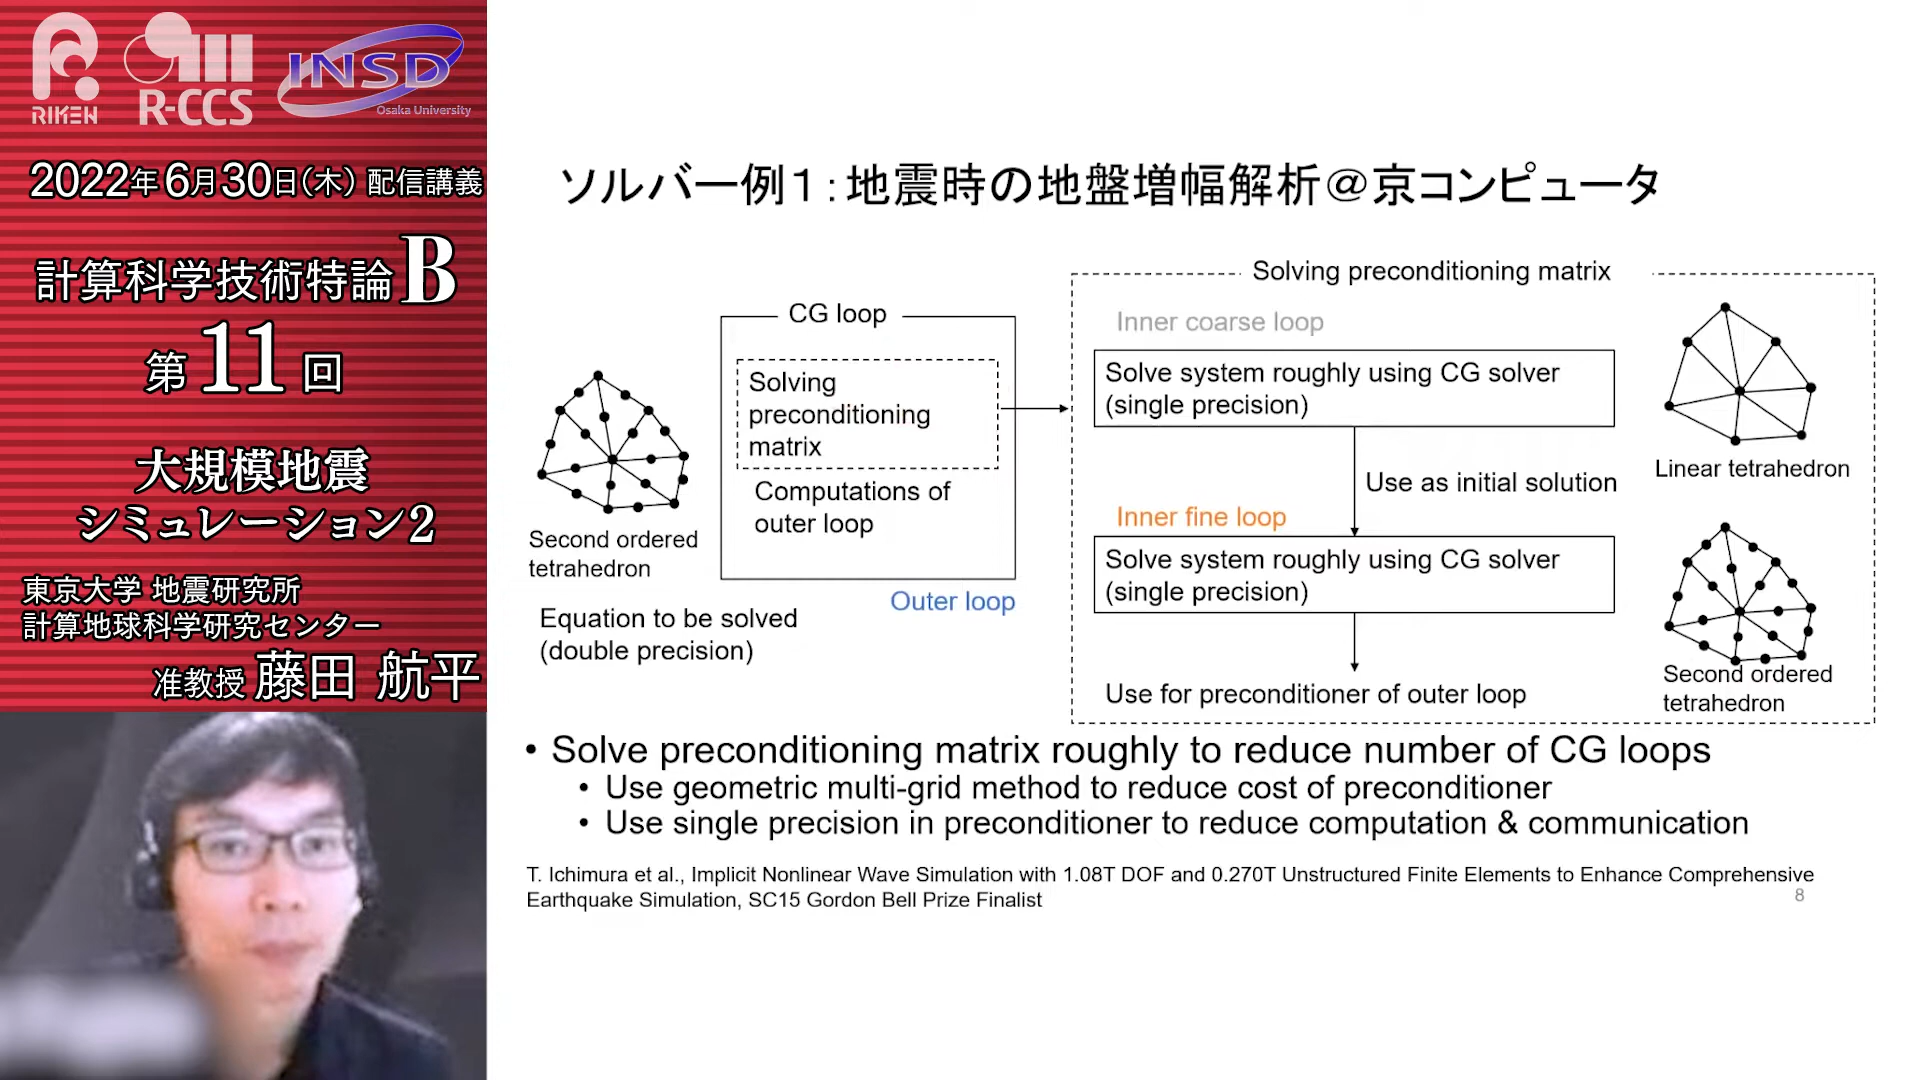 RIKEN
R-CCS
INSD
Osaka University
2022年6月30日(木) 配信講義
計算科学技術特論B
第11回
大規模地震
シミュレーション2
東京大学 地震研究所
計算地球科学研究センター
准教授 藤田 航平
ソルバー例1:地震時の地盤増幅解析@京コンピュータ
CG loop
Solving
preconditioning
matrix
Computations of
outer loop
Outer loop
Second ordered
tetrahedron
Equation to be solved
(double precision)
Solving preconditioning matrix
Inner coarse loop
Solve system roughly using CG solver
(single precision)
Use as initial solution
Linear tetrahedron
Inner fine loop
Solve system roughly using CG solver
(single precision)
Use for preconditioner of outer loop
Second ordered
tetrahedron
• Solve preconditioning matrix roughly to reduce number of CG loops
• Use geometric multi-grid method to reduce cost of preconditioner
• Use single precision in preconditioner to reduce computation & communication
T. Ichimura et al., Implicit Nonlinear Wave Simulation with 1.08T DOF and 0.270T Unstructured Finite Elements to Enhance Comprehensive
Earthquake Simulation, SC15 Gordon Bell Prize Finalist
8